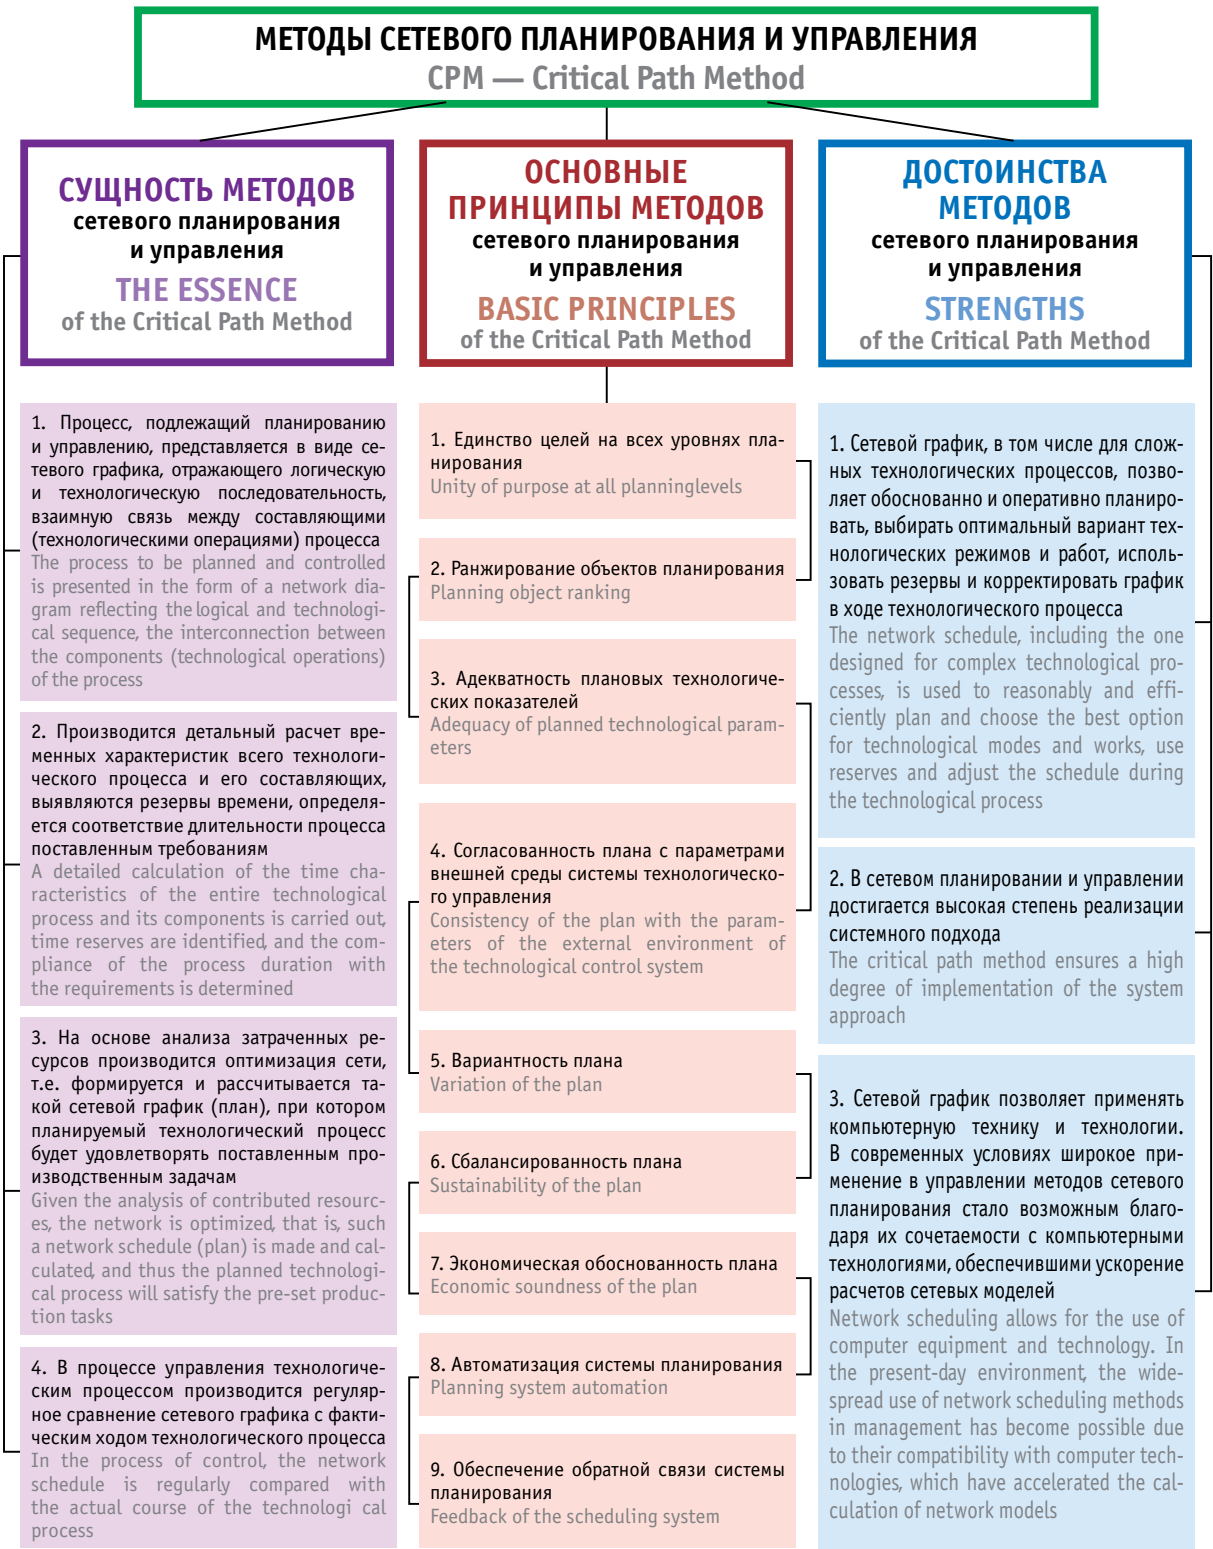 МЕТОДЫ СЕТЕВОГО ПЛАНИРОВАНИЯ И УПРАВЛЕНИЯ
CPM — Critical Path Method
СУЩНОСТЬ МЕТОДОВ
сетевого планирования
и управления
THE ESSENCE
of the Critical Path Method
1. Процесс, подлежащий планированию
и управлению, представляется в виде се-
тевого графика, отражающего логическую
и технологическую последовательность,
взаимную связь между составляющими
(технологическими операциями) процесса
The process to be planned and controlled
is presented in the form of a network dia-
gram reflecting the logical and technologi-
cal sequence, the interconnection between
the components (technological operations)
of the process
2. Производится детальный расчет вре-
менных характеристик всего технологи-
ческого процесса и его составляющих,
выявляются резервы времени, определя-
ется соответствие длительности процесса
поставленным требованиям
A detailed calculation of the time cha-
racteristics of the entire technological
process and its components is carried out,
time reserves are identified, and the com-
pliance of the process duration with
the requirements is determined
3. На основе анализа затраченных ре-
сурсов производится оптимизация сети,
т.е. формируется и рассчитывается та-
кой сетевой график (план), при котором
планируемый технологический процесс
будет удовлетворять поставленным про-
изводственным задачам
Given the analysis of contributed resourc-
es, the network is optimized, that is, such
a network schedule (plan) is made and cal-
culated, and thus the planned technologi-
cal process will satisfy the pre-set produc-
tion tasks
4. В процессе управления технологиче-
ским процессом производится регуляр-
ное сравнение сетевого графика с факти-
ческим ходом технологического процесса
In the process of control, the network
schedule is regularly compared with
the actual course of the technologi cal
process
ОСНОВНЫЕ
ПРИНЦИПЫ МЕТОДОВ
сетевого планирования
и управления
BASIC PRINCIPLES
of the Critical Path Method
1. Единство целей на всех уровнях пла-
нирования
Unity of purpose at all planninglevels
2. Ранжирование объектов планирования
Planning object ranking
3. Адекватность плановых технологиче-
ских показателей
Adequacy of planned technological param-
eters
4. Согласованность плана с параметрами
внешней среды системы технологическо-
го управления
Consistency of the plan with the param-
eters of the external environment of
the technological control system
5. Вариантность плана
Variation of the plan
6. Сбалансированность плана
Sustainability of the plan
7. Экономическая обоснованность плана
Economic soundness of the plan
8. Автоматизация системы планирования
Planning system automation
9. Обеспечение обратной связи системы
планирования
Feedback of the scheduling system
ДОСТОИНСТВА
МЕТОДОВ
сетевого планирования
и управления
STRENGTHS
of the Critical Path Method
1. Сетевой график, в том числе для слож-
ных технологических процессов, позво-
ляет обоснованно и оперативно планиро-
вать, выбирать оптимальный вариант тех-
нологических режимов и работ, исполь-
зовать резервы и корректировать график
в ходе технологического процесса
The network schedule, including the one
designed for complex technological pro-
cesses, is used to reasonably and effi-
ciently plan and choose the best option
for technological modes and works, use
reserves and adjust the schedule during
the technological process
2. В сетевом планировании и управлении
достигается высокая степень реализации
системного подхода
The critical path method ensures a high
degree of implementation of the system
approach
3. Сетевой график позволяет применять
компьютерную технику и технологии.
В современных условиях широкое при-
менение в управлении методов сетевого
планирования стало возможным благо-
даря их сочетаемости с компьютерными
технологиями, обеспечившими ускорение
расчетов сетевых моделей
Network scheduling allows for the use of
computer equipment and technology. In
the present-day environment, the wide-
spread use of network scheduling methods
in management has become possible due
to their compatibility with computer tech-
nologies, which have accelerated the cal-
culation of network models